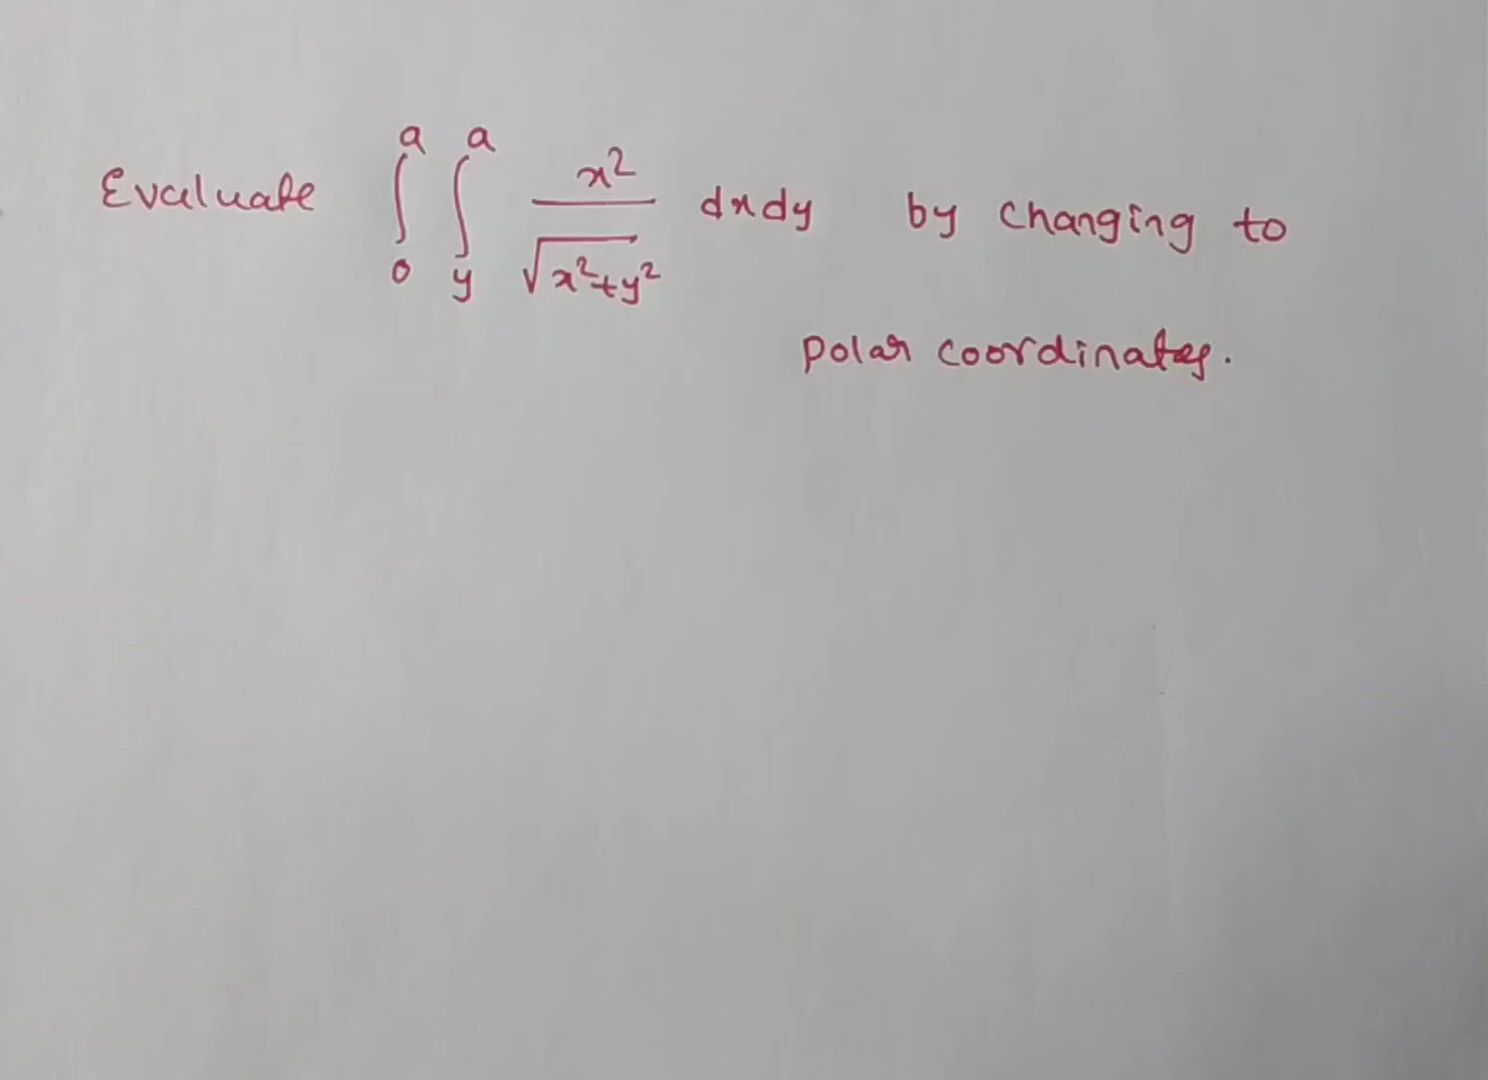 Evaluate ∫₀ᵃ ∫ᵧᵃ x²/√(x²+y²) dxdy by changing to
polar coordinates.